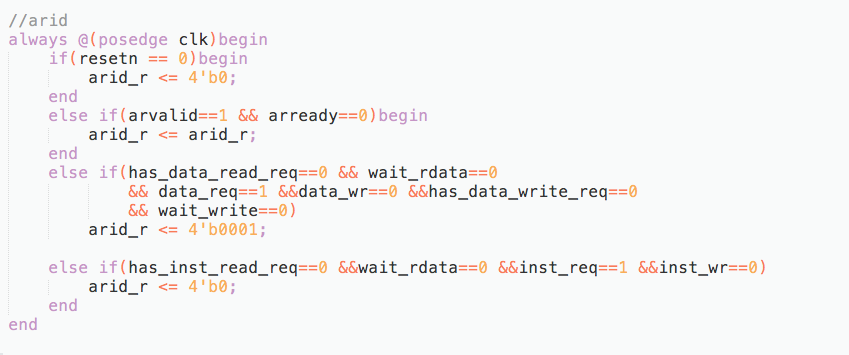 //arid
always @(posedge clk)begin
    if(resetn == 0)begin
        arid_r <= 4'b0;
    end
    else if(arvalid==1 && arready==0)begin
        arid_r <= arid_r;
    end
    else if(has_data_read_req==0 && wait_rdata==0
            && data_req==1 &&data_wr==0 &&has_data_write_req==0
            && wait_write==0)
        arid_r <= 4'b0001;

    else if(has_inst_read_req==0 &&wait_rdata==0 &&inst_req==1 &&inst_wr==0)
        arid_r <= 4'b0;
    end
end